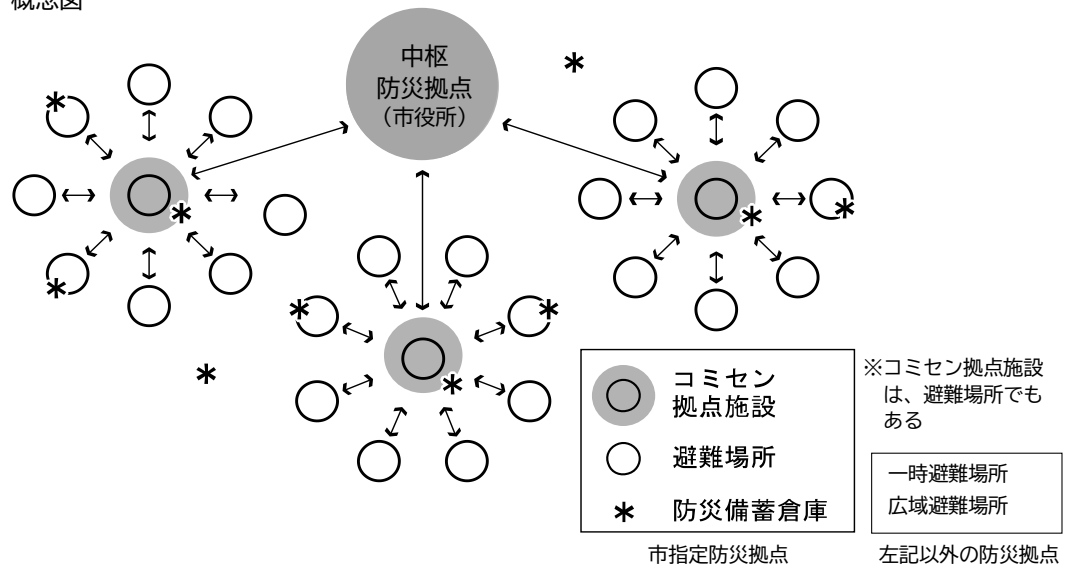 概念図
中枢
防災拠点
（市役所）
コミセン
拠点施設
避難場所
防災備蓄倉庫
市指定防災拠点
※コミセン拠点施設
は、避難場所でも
ある
一時避難場所
広域避難場所
左記以外の防災拠点